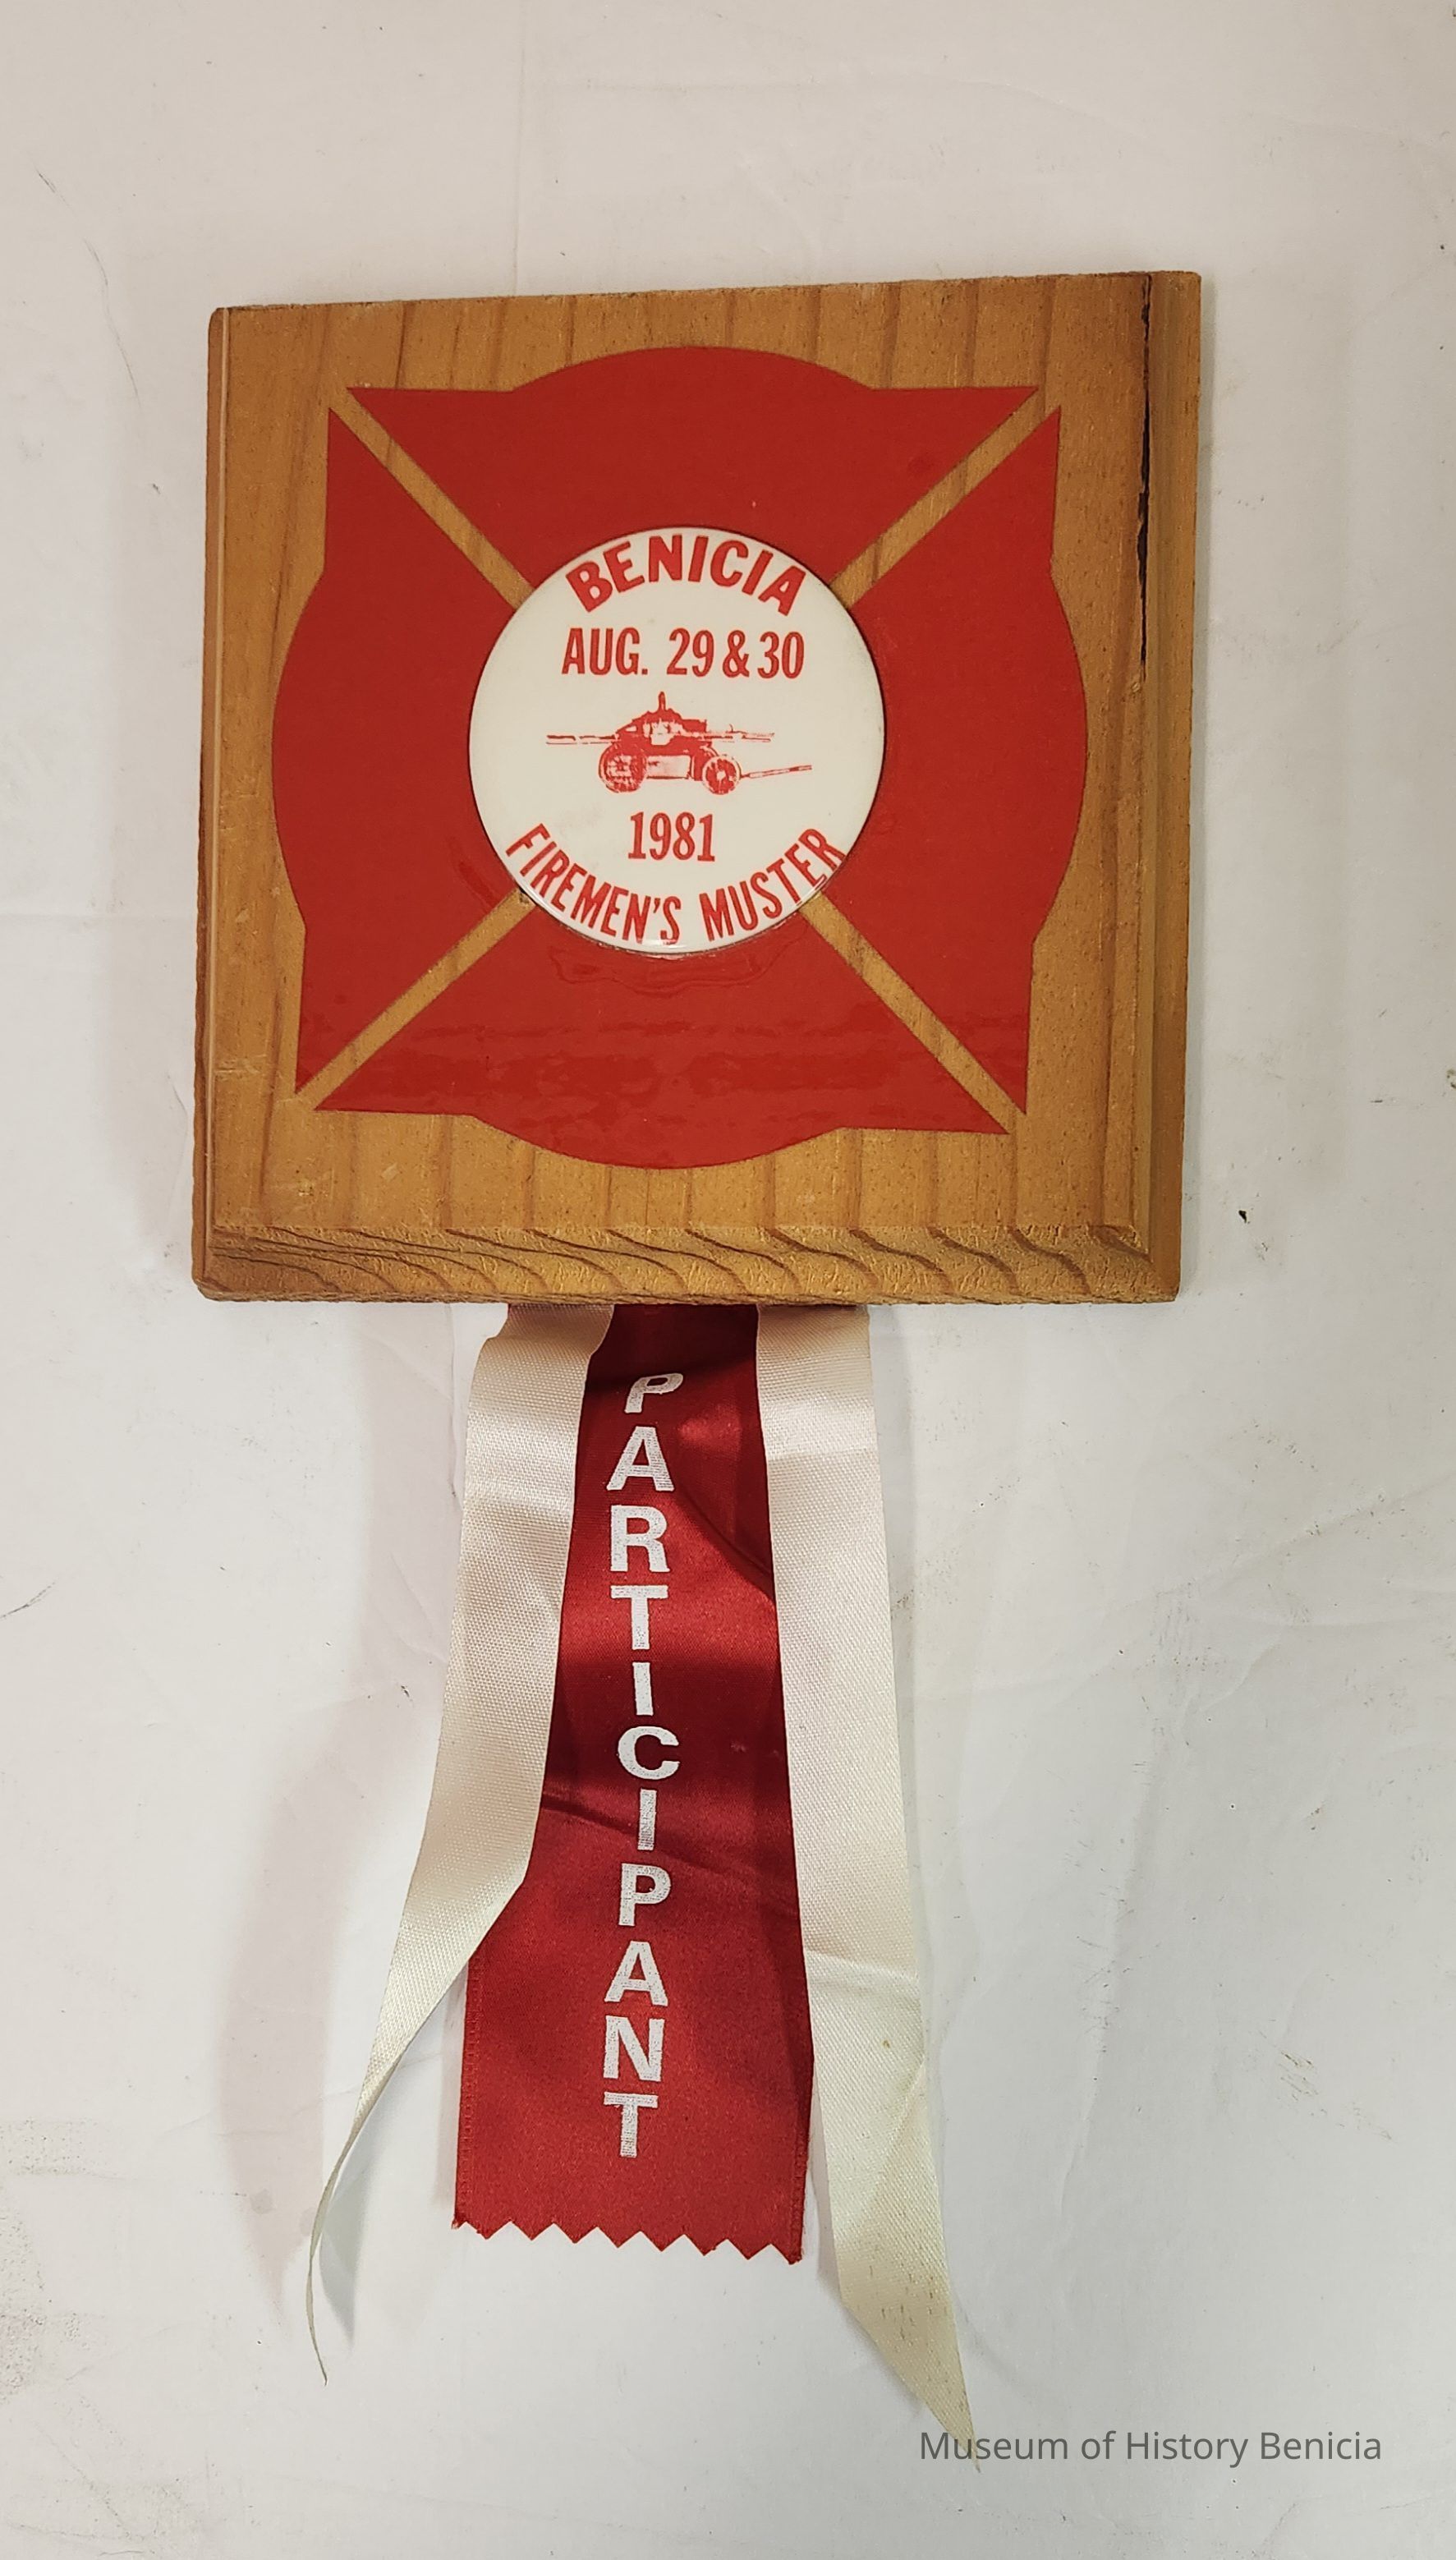 BENICIA
AUG. 29 & 30
1981
FIREMEN'S MUSTER
PARTICIPANT
Museum of History Benicia